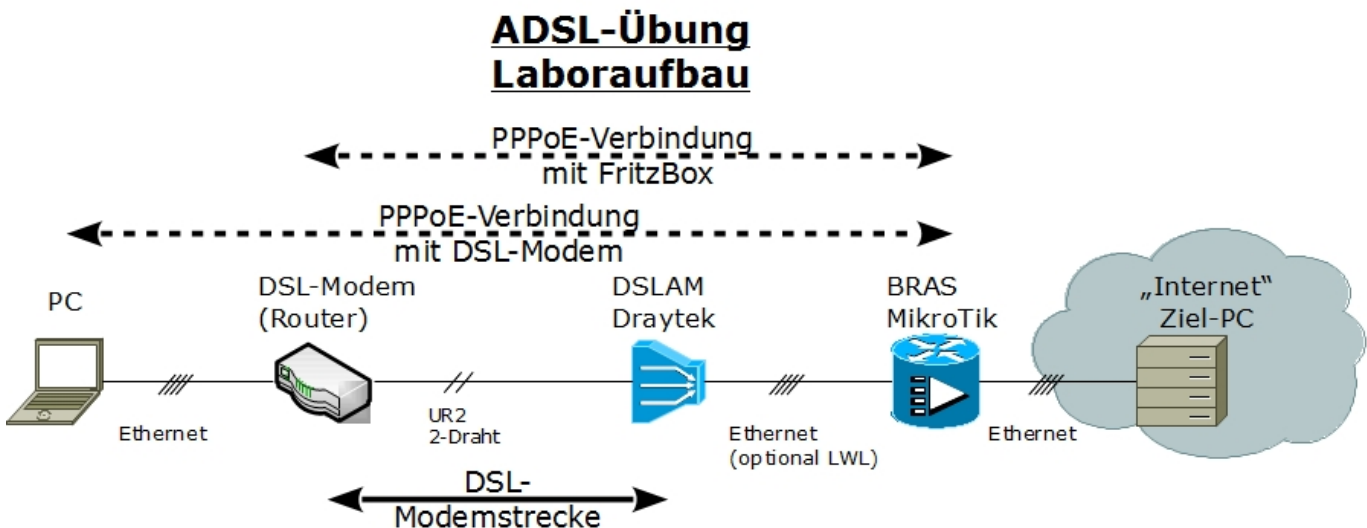 ADSL-Übung
Laboraufbau
PPPoE-Verbindung
mit FritzBox
PPPoE-Verbindung
mit DSL-Modem
PC
DSL-Modem
(Router)
DSLAM
Draytek
BRAS
MikroTik
„Internet“
Ziel-PC
Ethernet
UR2
2-Draht
Ethernet
(optional LWL)
Ethernet
DSL-
Modemstrecke